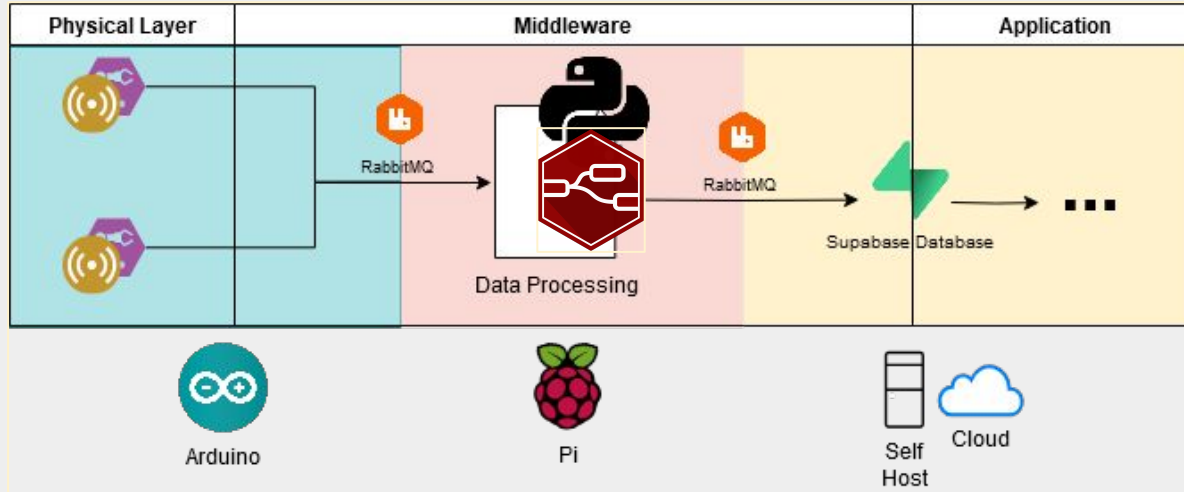 Physical Layer
Middleware
Application
RabbitMQ
RabbitMQ
Supabase Database
Data Processing
Arduino
Pi
Self
Host
Cloud